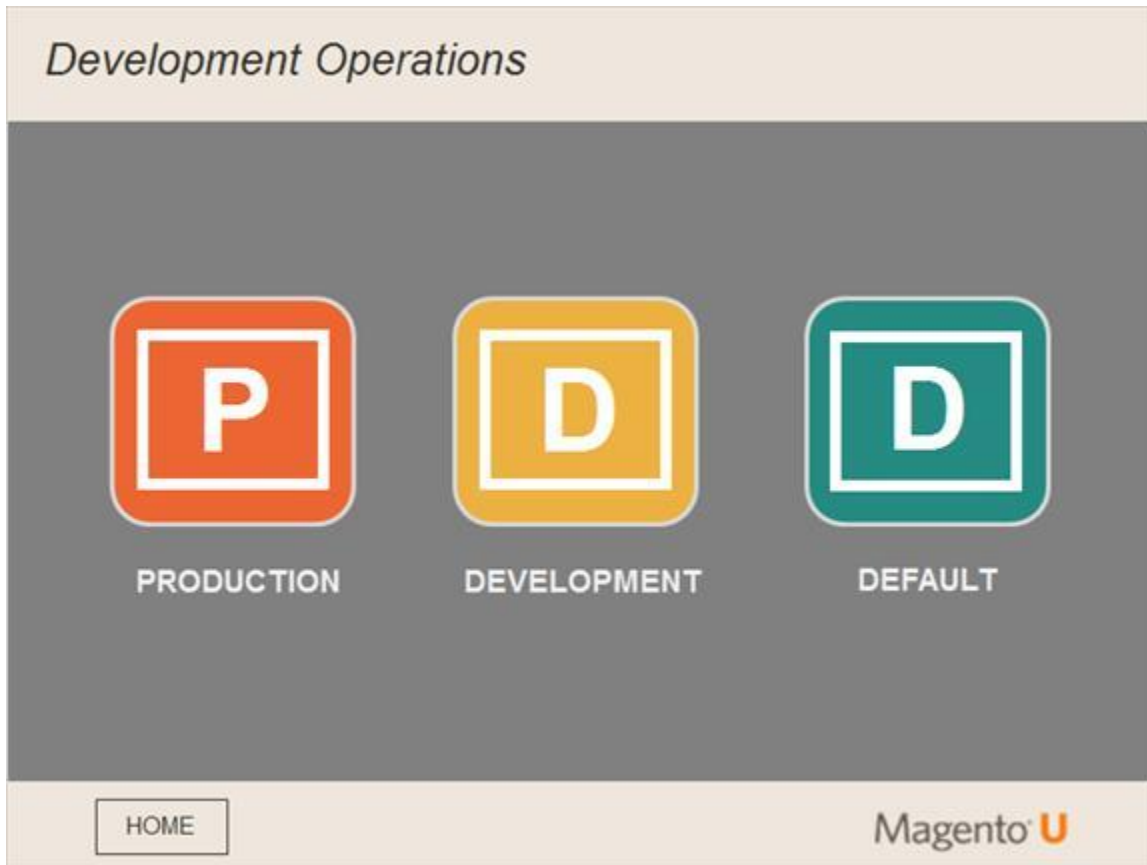 Development Operations
P
D
D
PRODUCTION
DEVELOPMENT
DEFAULT
HOME
Magento U